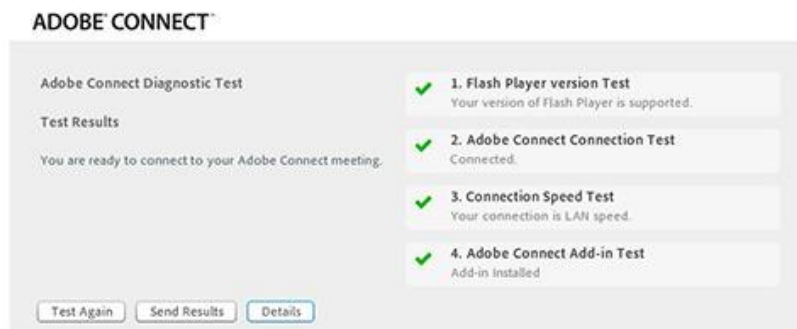 ADOBE® CONNECT™
Adobe Connect Diagnostic Test
Test Results
You are ready to connect to your Adobe Connect meeting.
1. Flash Player version Test
Your version of Flash Player is supported.
2. Adobe Connect Connection Test
Connected.
3. Connection Speed Test
Your connection is LAN speed.
4. Adobe Connect Add-in Test
Add-in Installed
Test Again
Send Results
Details